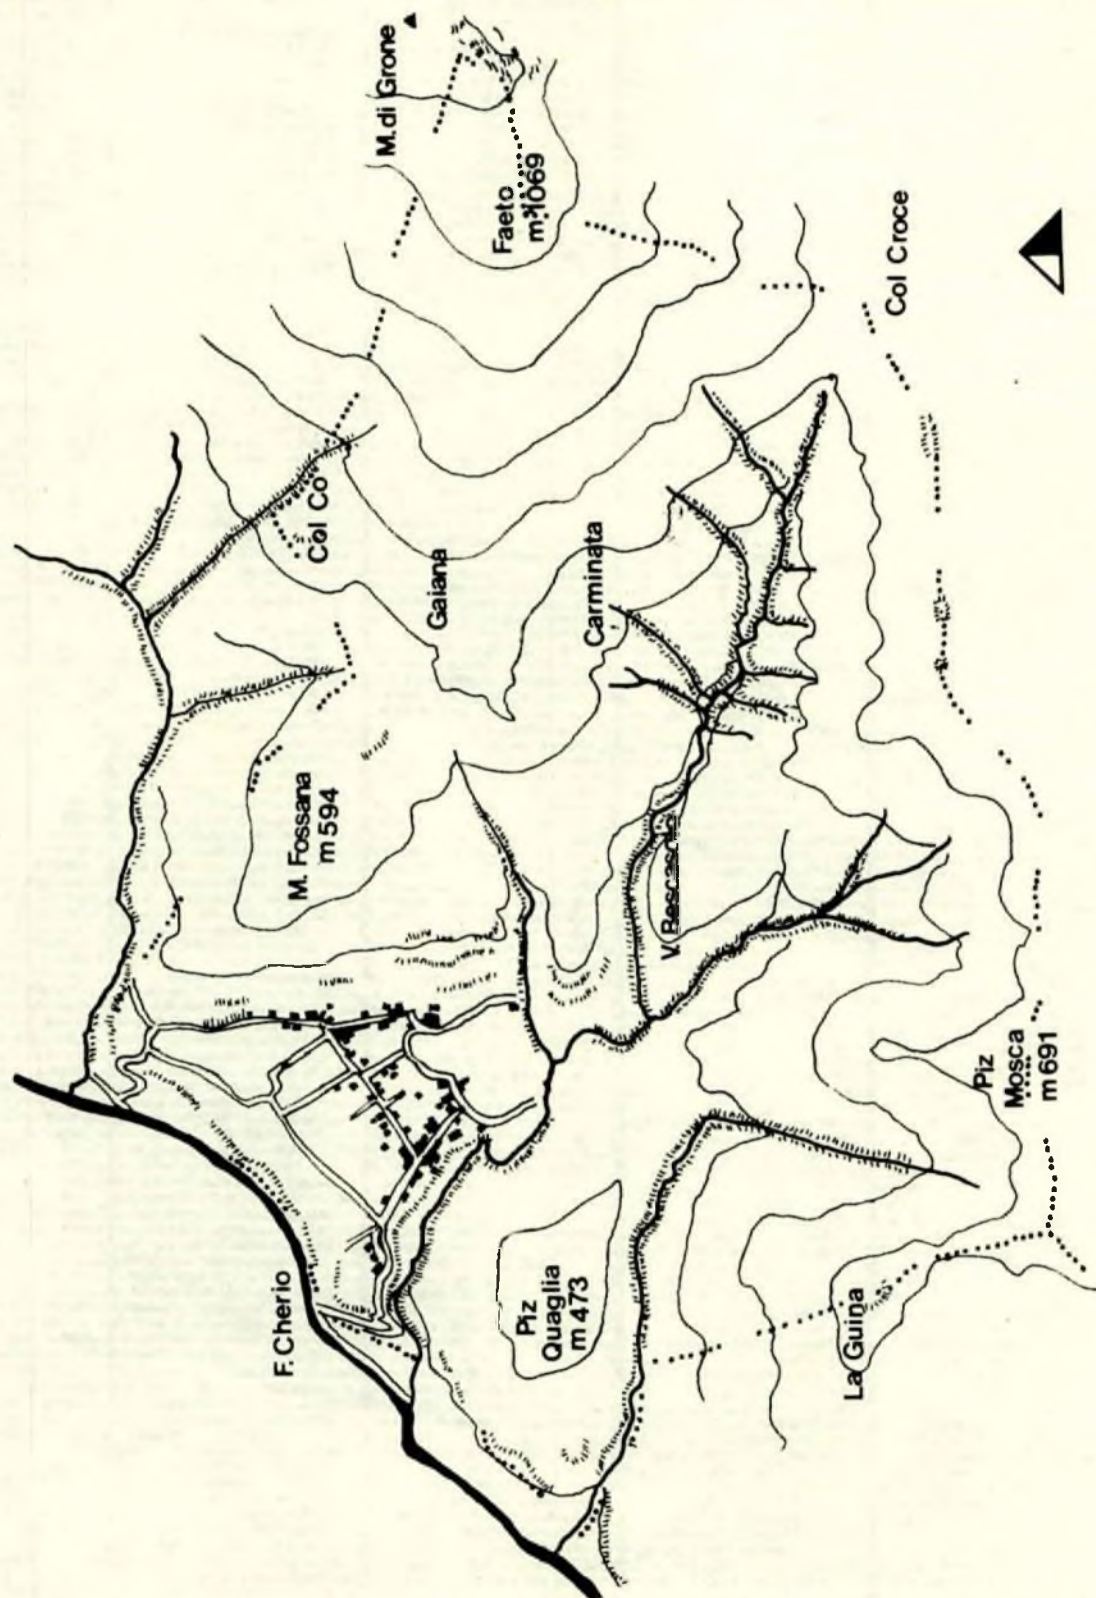 M. di Grone
Faeto
m. 1069
Col Croce
Col Co
Gaiana
Carminata
M. Fossana
m 594
V. Bescasolo
F. Cherio
Piz
Quaglia
m 473
Piz
Mosca
m 691
La Guina